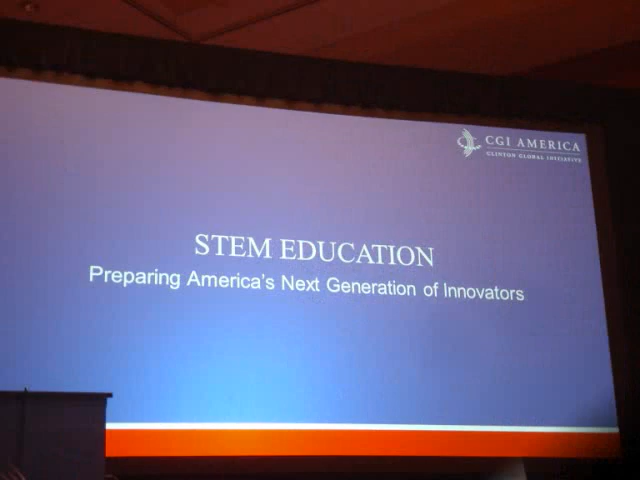 CGI AMERICA
CLINTON GLOBAL INITIATIVE
STEM EDUCATION
Preparing America's Next Generation of Innovators